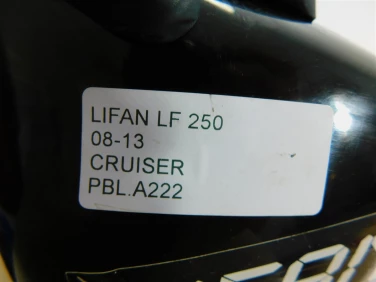 LIFAN LF 250
08-13
CRUISER
PBL.A222